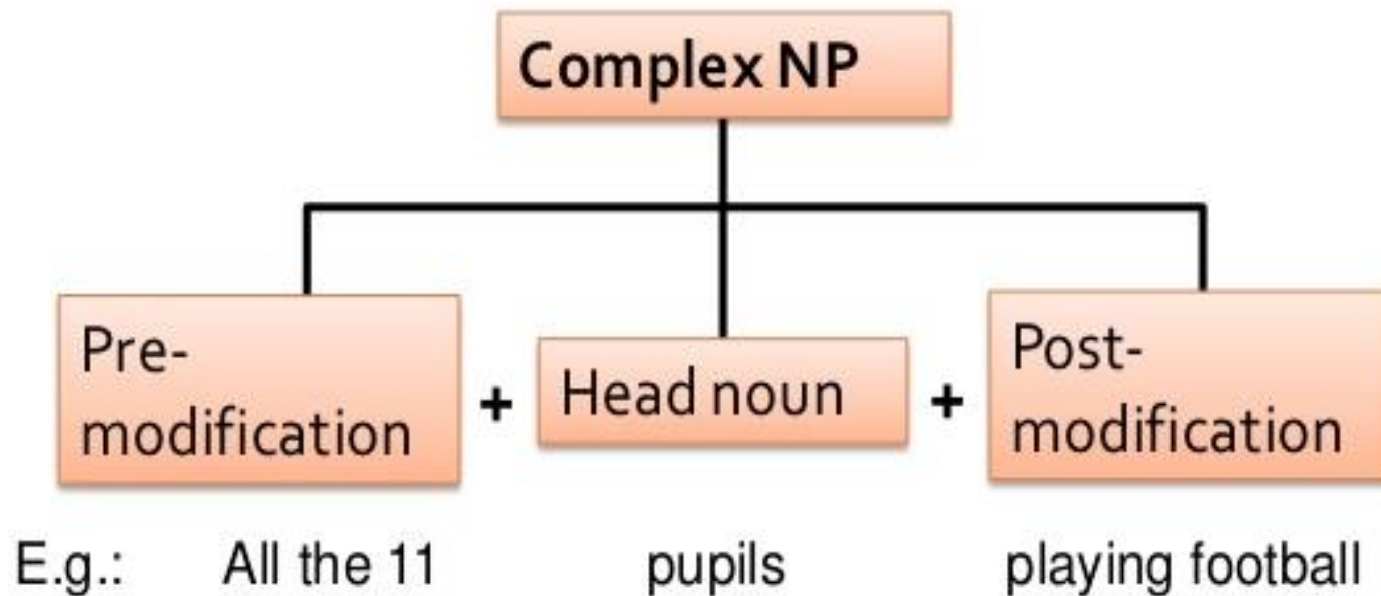 Complex NP
Pre-
modification
+
Head noun
+
Post-
modification
E.g.: All the 11 pupils playing football